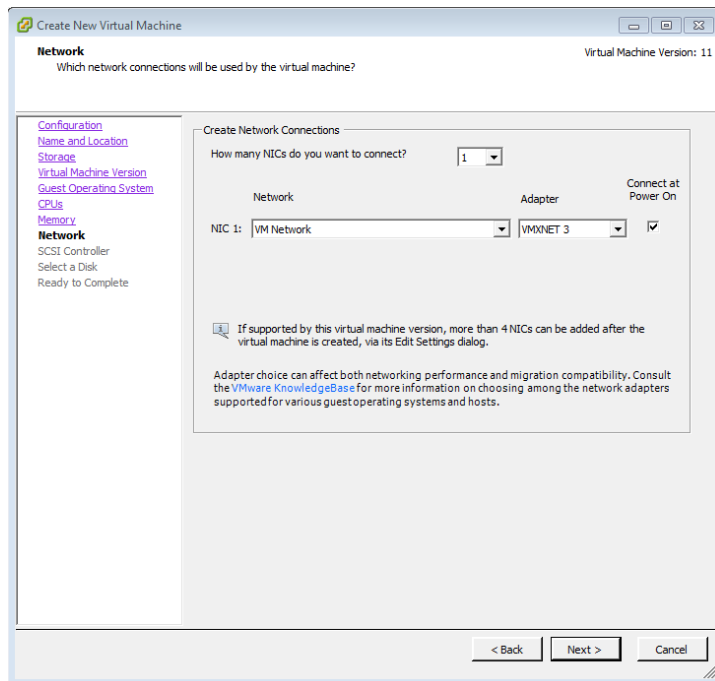 Create New Virtual Machine
Network
Virtual Machine Version: 11
Which network connections will be used by the virtual machine?
Configuration
Name and Location
Storage
Virtual Machine Version
Guest Operating System
CPUs
Memory
Network
SCSI Controller
Select a Disk
Ready to Complete
Create Network Connections
How many NICs do you want to connect? 1
Network
Adapter
Connect at
Power On
NIC 1: VM Network VMXNET 3
If supported by this virtual machine version, more than 4 NICs can be added after the
virtual machine is created, via its Edit Settings dialog.
Adapter choice can affect both networking performance and migration compatibility. Consult
the VMware KnowledgeBase for more information on choosing among the network adapters
supported for various guest operating systems and hosts.
< Back
Next >
Cancel